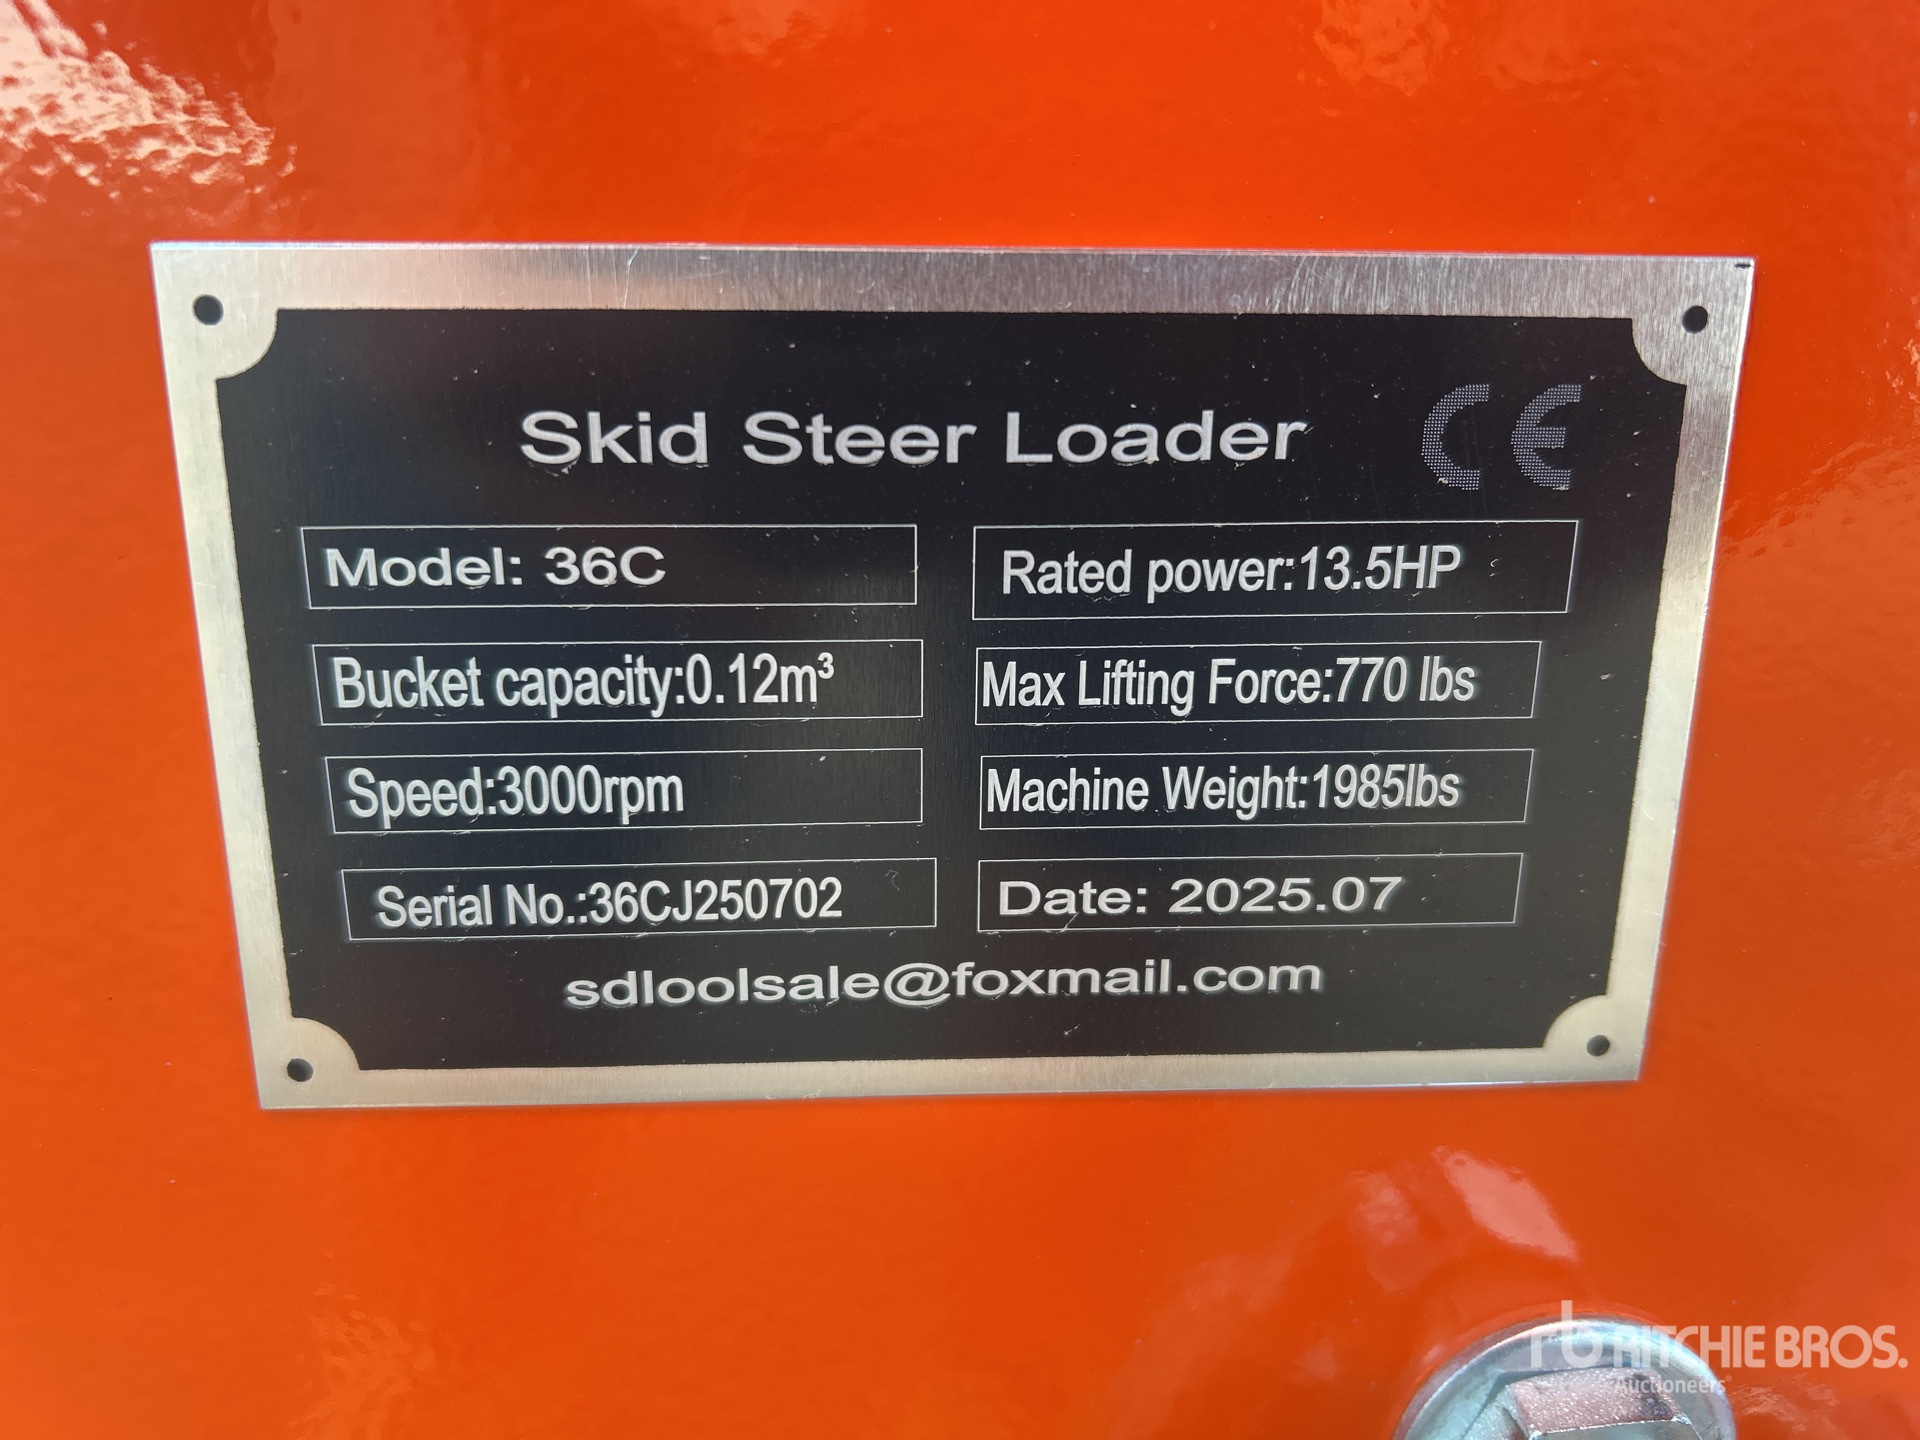 Skid Steer Loader CE
Model: 36C
Rated power:13.5HP
Bucket capacity:0.12m³
Max Lifting Force:770 lbs
Speed:3000rpm
Machine Weight:1985lbs
Serial No.:36CJ250702
Date: 2025.07
sdloolsale@foxmail.com
rb RITCHIE BROS.
Auctioneers